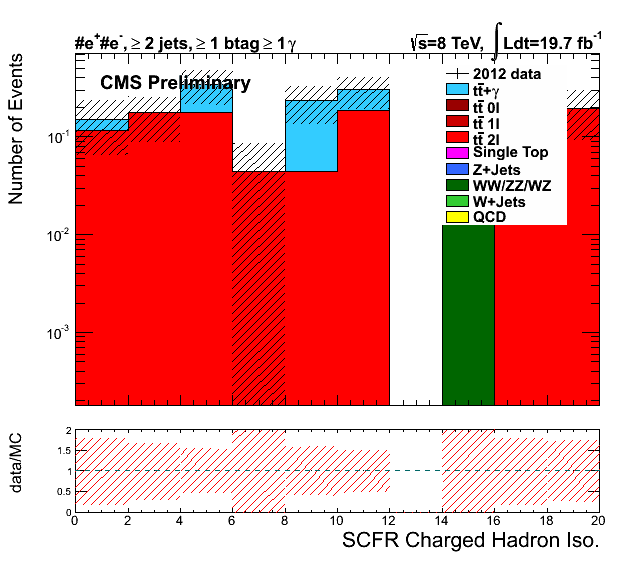 #e⁺#e⁻, ≥ 2 jets, ≥ 1 btag ≥ 1 γ
√s=8 TeV, ∫ Ldt=19.7 fb⁻¹
CMS Preliminary
2012 data
tt̄+γ
tt̄ 0l
tt̄ 1l
tt̄ 2l
Single Top
Z+Jets
WW/ZZ/WZ
W+Jets
QCD
Number of Events
10⁻¹
10⁻²
10⁻³
data/MC
2
1.5
1
0.5
0
0 2 4 6 8 10 12 14 16 18 20
SCFR Charged Hadron Iso.